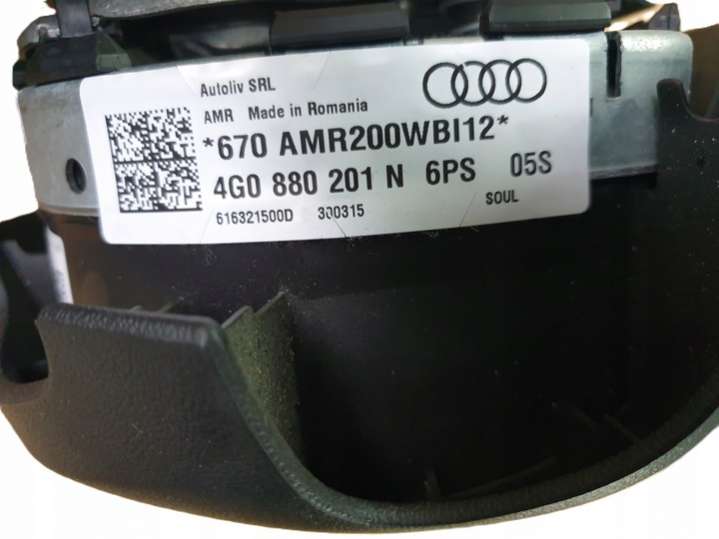 Autoliv SRL
AMR Made in Romania
*670 AMR200WBI12*
4G0 880 201 N 6PS 05S
616321500D 300315 SOUL